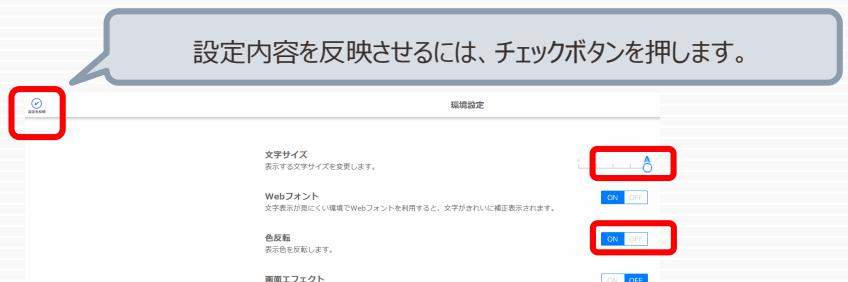 設定内容を反映させるには、チェックボタンを押します。
設定を反映
環境設定
文字サイズ
表示する文字サイズを変更します。
A A
Webフォント
文字表示が見にくい環境でWebフォントを利用すると、文字がきれいに補正表示されます。
ON OFF
色反転
表示色を反転します。
ON OFF
画面エフェクト
ON OFF